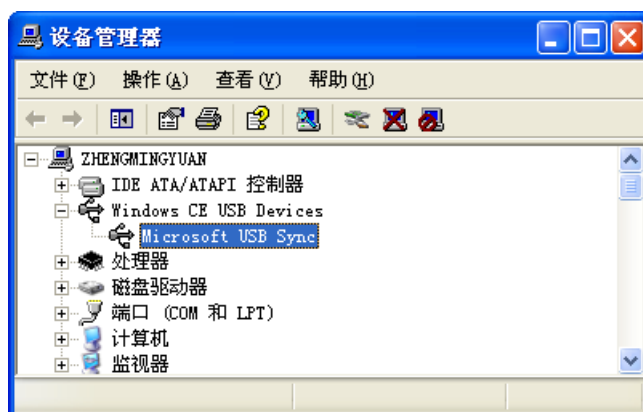 设备管理器
文件(F) 操作(A) 查看(V) 帮助(H)
ZHENGMINGYUAN
IDE ATA/ATAPI 控制器
Windows CE USB Devices
Microsoft USB Sync
处理器
磁盘驱动器
端口 (COM 和 LPT)
计算机
监视器